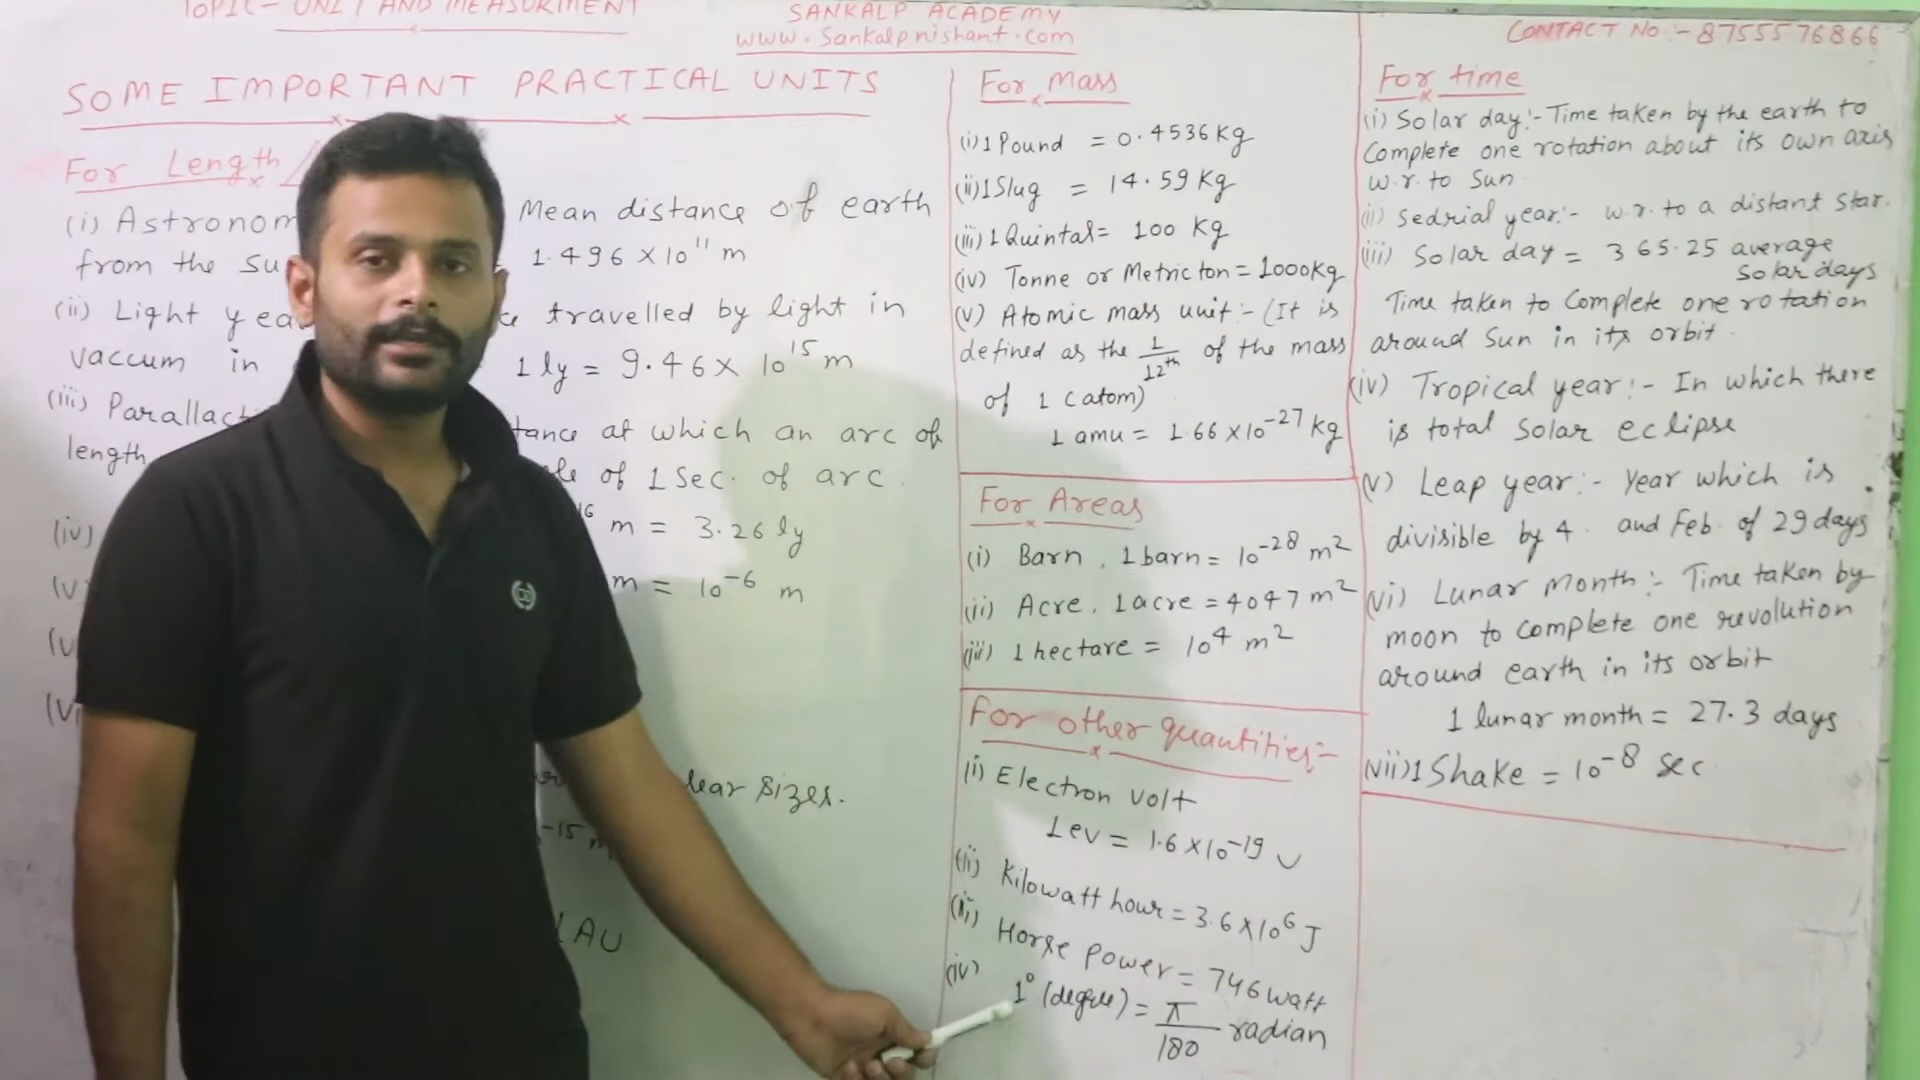 TOPIC- UNIT AND MEASURMENT
SANKALP ACADEMY
www.Sankalpnishant.com
CONTACT No:-8755576866
SOME IMPORTANT PRACTICAL UNITS
For Length
(i) Astronom Mean distance of earth
from the su 1.496 × 10¹¹ m
(ii) Light yea travelled by light in
vaccum in 1 ly = 9.46 × 10¹⁵ m
(iii) Parallact tance at which an arc of
length of 1 Sec. of arc.
(iv) ¹⁶ m = 3.26 ly
(v) m = 10⁻⁶ m
lear sizes.
⁻¹⁵ m
1 AU
For Mass
(i) 1 Pound = 0.4536 Kg
(ii) 1 Slug = 14.59 Kg
(iii) 1 Quintal = 100 Kg
(iv) Tonne or Metric ton = 1000 Kg
(v) Atomic mass unit:- (It is
defined as the 1/12ᵗʰ of the mass
of 1 C atom)
1 amu = 1.66 × 10⁻²⁷ kg
For Areas
(i) Barn, 1 barn = 10⁻²⁸ m²
(ii) Acre, 1 acre = 4047 m²
(iii) 1 hectare = 10⁴ m²
For other quantities:-
(i) Electron volt
1 ev = 1.6 × 10⁻¹⁹ J
(ii) Kilowatt hour = 3.6 × 10⁶ J
(iii) Horse power = 746 watt
(iv) 1° (degree) = π/180 radian
For time
(i) Solar day:- Time taken by the earth to
Complete one rotation about its own axis
w.r. to Sun
(ii) Sedrial year:- w.r. to a distant star.
(iii) Solar day = 365.25 average
solar days
Time taken to Complete one rotation
around Sun in its orbit.
(iv) Tropical year:- In which there
is total solar eclipse
(v) Leap year:- Year which is
divisible by 4. and Feb. of 29 days
(vi) Lunar Month:- Time taken by
moon to complete one revolution
around earth in its orbit
1 lunar month = 27.3 days
(vii) 1 Shake = 10⁻⁸ sec